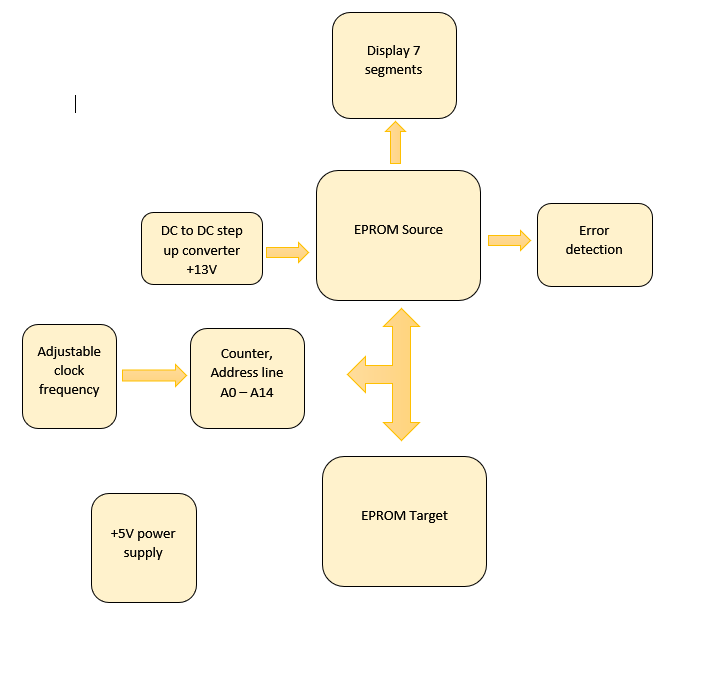 Display 7
segments
EPROM Source
DC to DC step
up converter
+13V
Error
detection
Adjustable
clock
frequency
Counter,
Address line
A0 – A14
EPROM Target
+5V power
supply